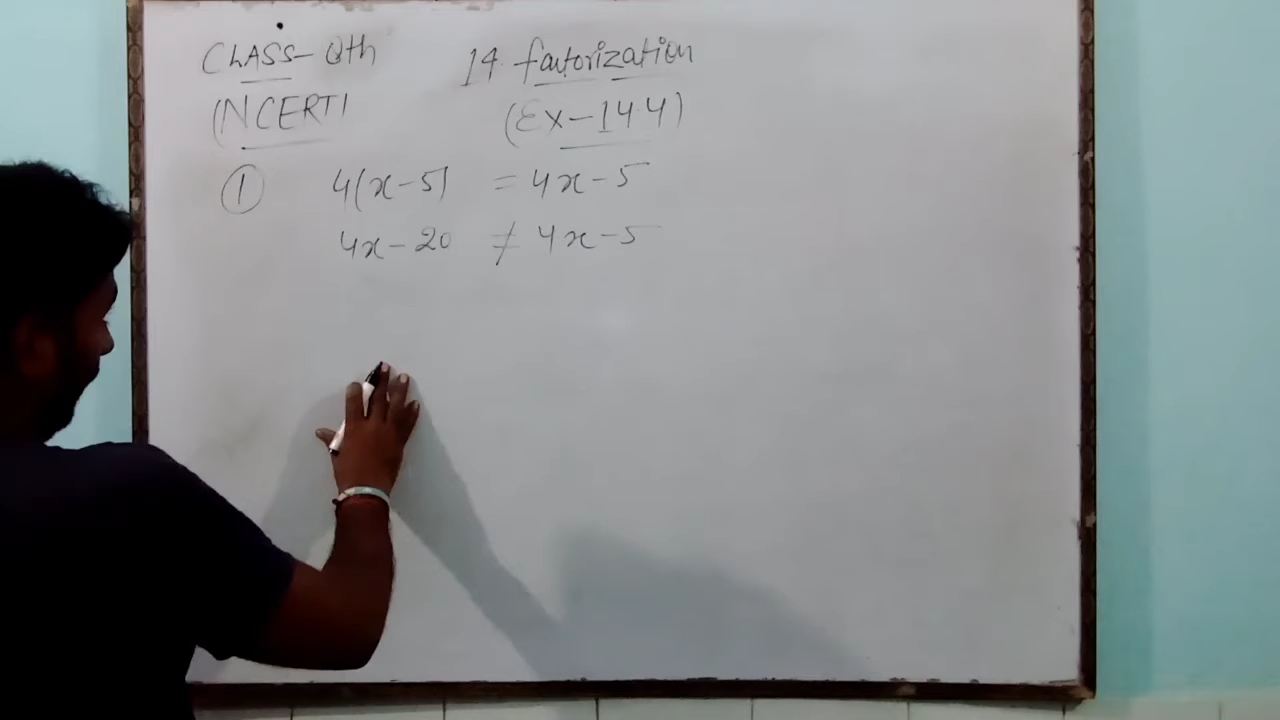 CLASS-8th 14. factorization
(NCERT) (Ex-14.4)
① 4(x-5) = 4x-5
4x-20 ≠ 4x-5